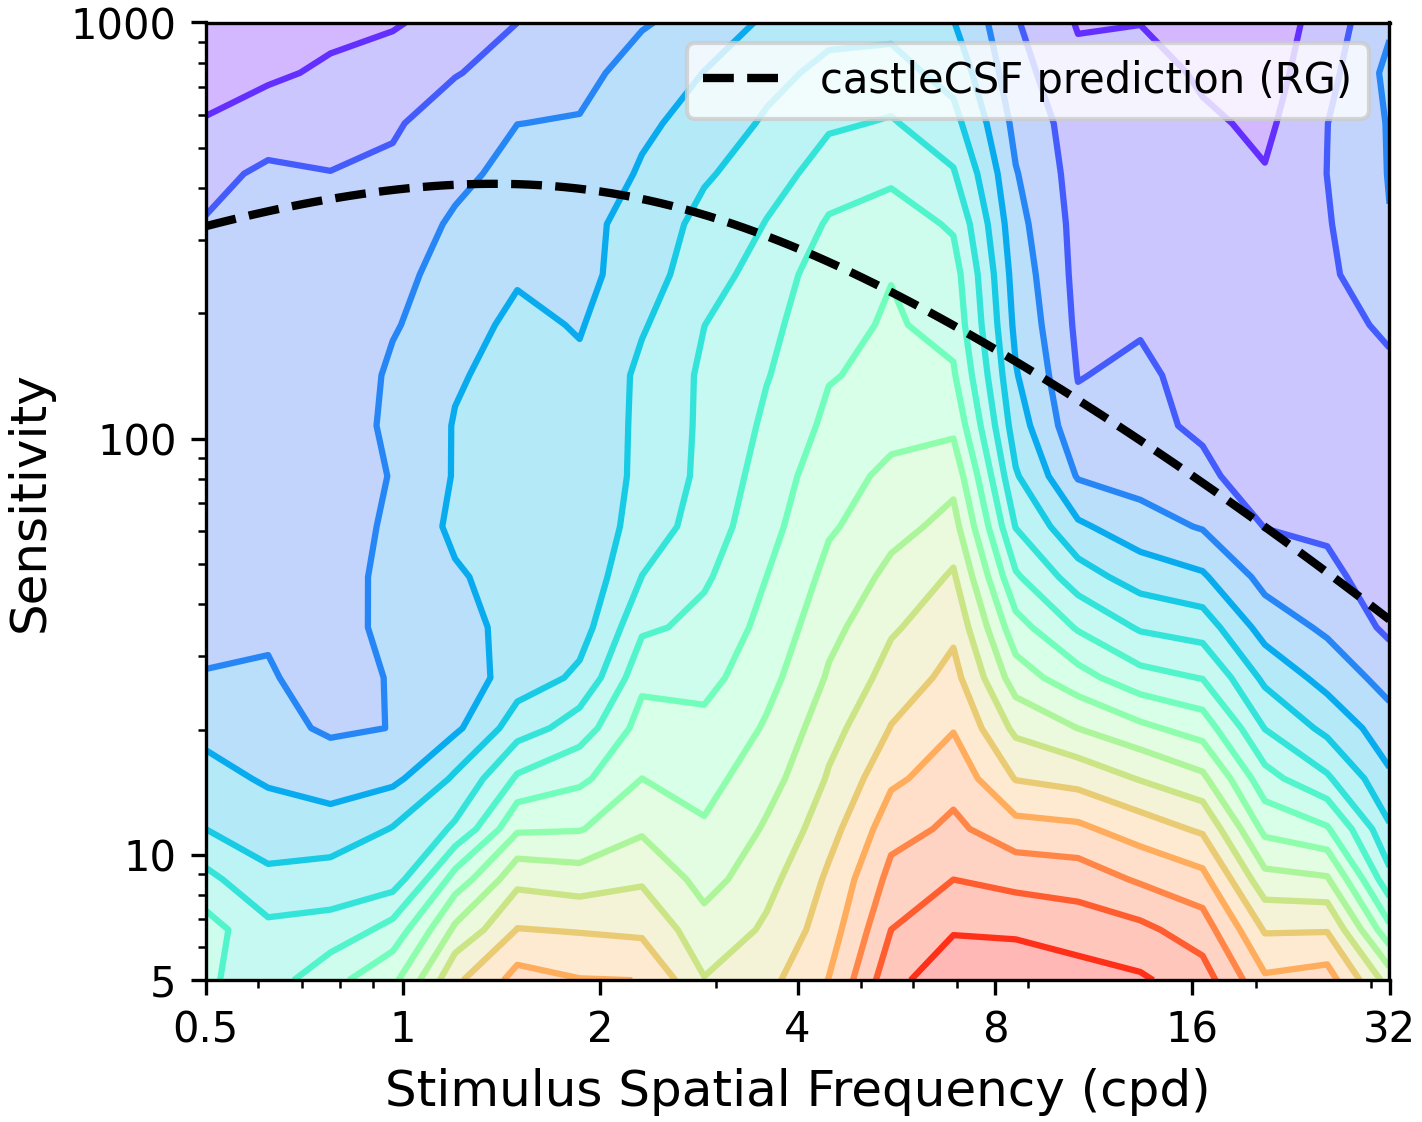 1000
castleCSF prediction (RG)
Sensitivity
100
10
5
0.5 1 2 4 8 16 32
Stimulus Spatial Frequency (cpd)